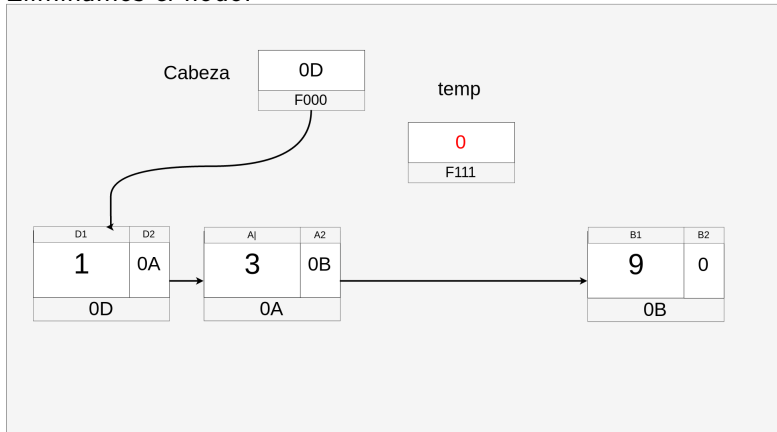 Cabeza
0D
F000
temp
0
F111
D1 D2
1 0A
0D
A| A2
3 0B
0A
B1 B2
9 0
0B